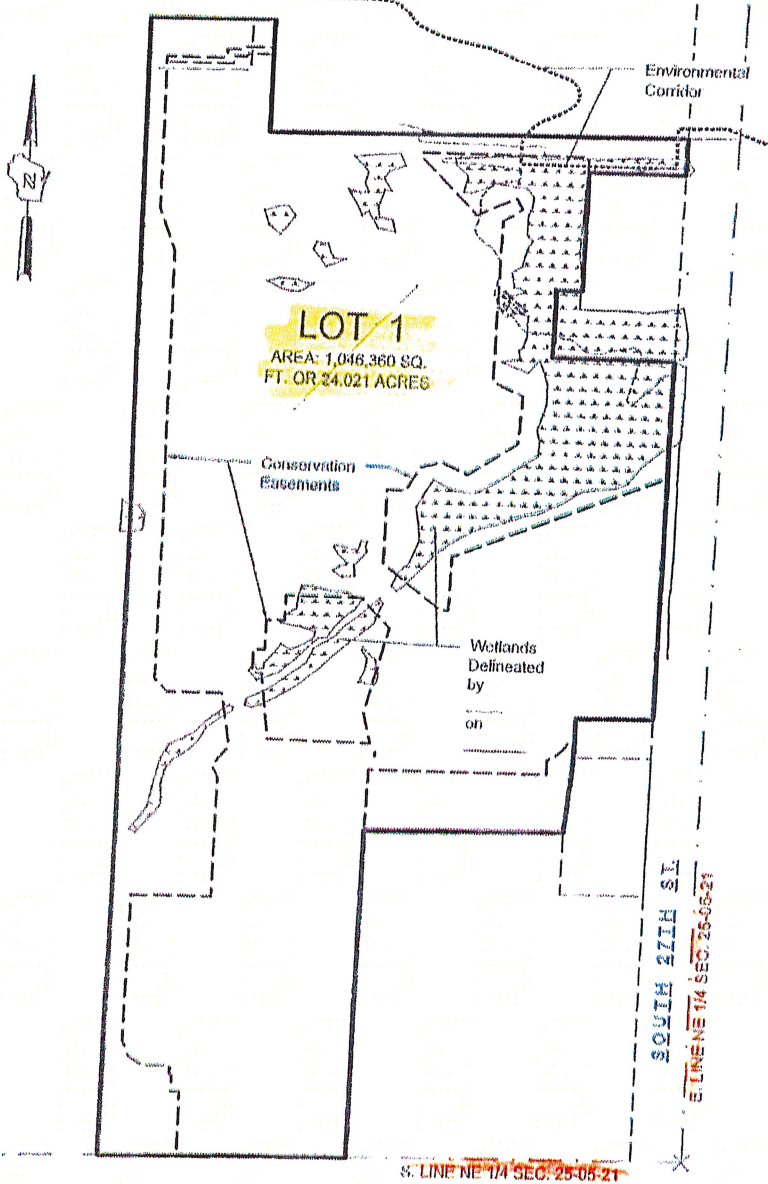 Environmental
Corridor
LOT 1
AREA: 1,046,360 SQ.
FT. OR 24.021 ACRES
Conservation
Easements
Wetlands
Delineated
by
on
SOUTH 27TH ST.
E. LINE NE 1/4 SEC. 25-05-21
S. LINE NE 1/4 SEC. 25-05-21